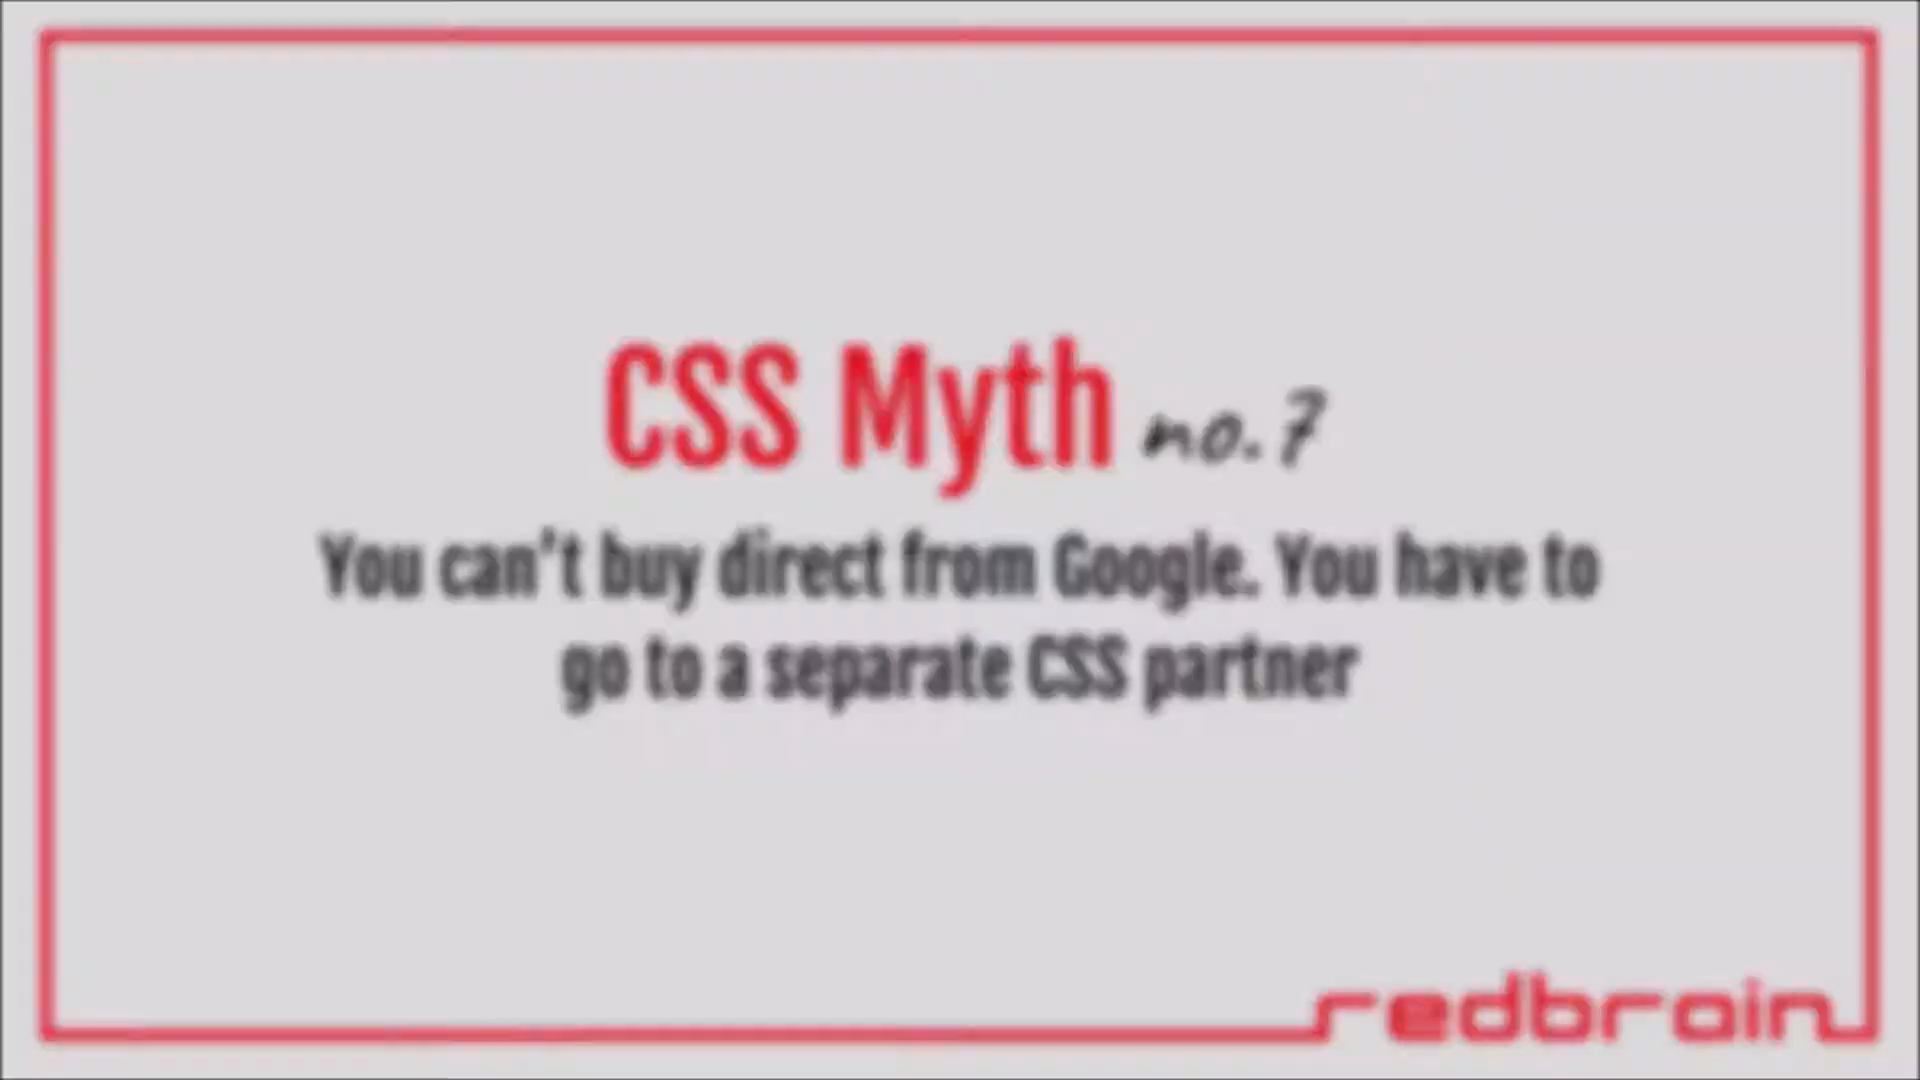 CSS Myth no. 7
You can't buy direct from Google. You have to
go to a separate CSS partner
redbrain